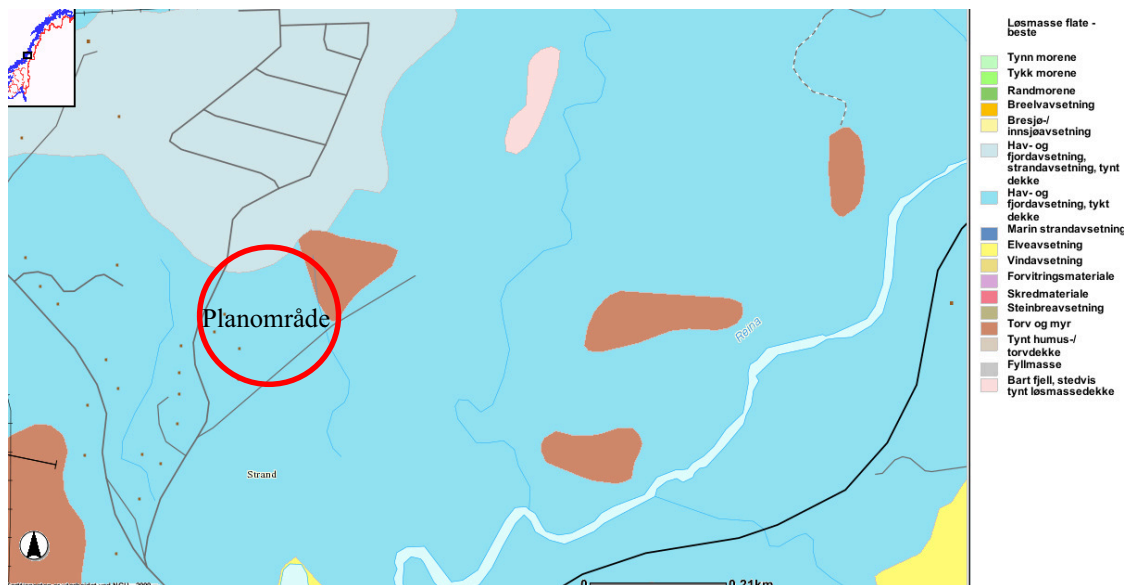 Løsmasse flate -
beste
Tynn morene
Tykk morene
Randmorene
Breelvavsetning
Bresjø-/
innsjøavsetning
Hav- og
fjordavsetning,
strandavsetning, tynt
dekke
Hav- og
fjordavsetning, tykt
dekke
Marin strandavsetning
Elveavsetning
Vindavsetning
Forvitringsmateriale
Skredmateriale
Steinbreavsetning
Torv og myr
Tynt humus-/
torvdekke
Fyllmasse
Bart fjell, stedvis
tynt løsmassedekke
Planområde
Reina
Strand
0 0.21km